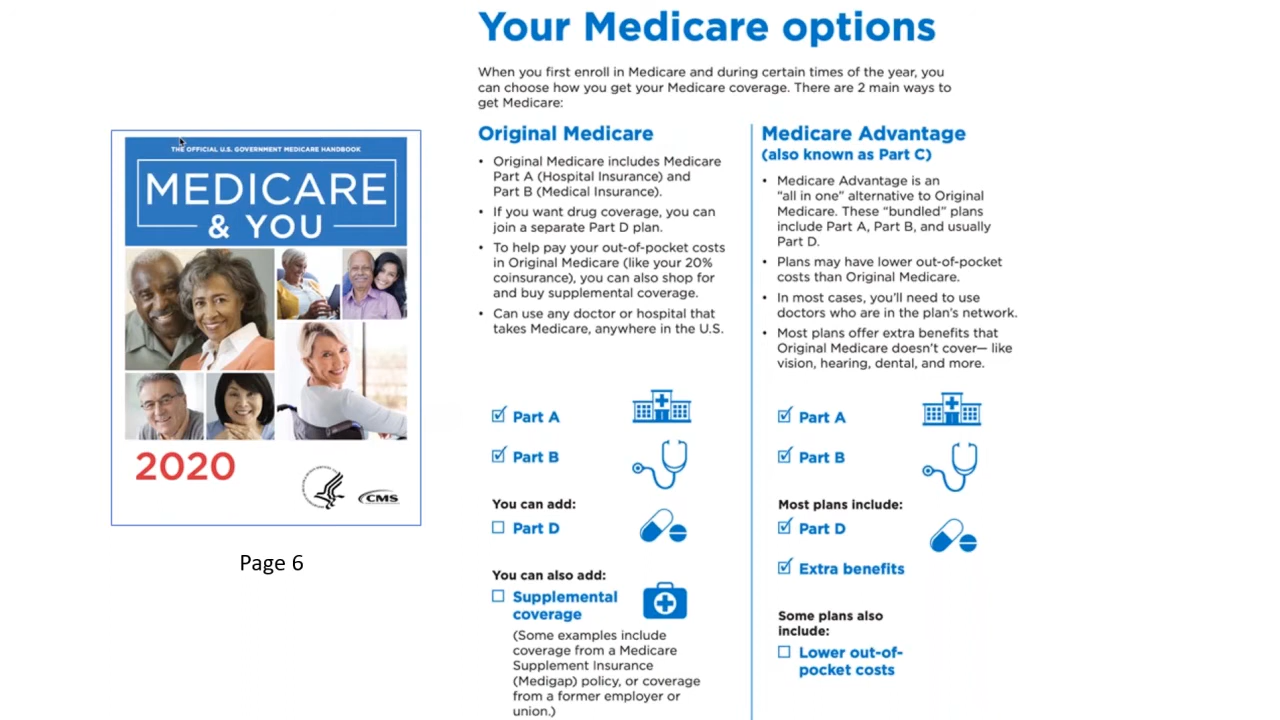 THE OFFICIAL U.S. GOVERNMENT MEDICARE HANDBOOK
MEDICARE
& YOU
2020
CMS
Page 6
Your Medicare options
When you first enroll in Medicare and during certain times of the year, you
can choose how you get your Medicare coverage. There are 2 main ways to
get Medicare:
Original Medicare
• Original Medicare includes Medicare
Part A (Hospital Insurance) and
Part B (Medical Insurance).
• If you want drug coverage, you can
join a separate Part D plan.
• To help pay your out-of-pocket costs
in Original Medicare (like your 20%
coinsurance), you can also shop for
and buy supplemental coverage.
• Can use any doctor or hospital that
takes Medicare, anywhere in the U.S.
Part A
Part B
You can add:
Part D
You can also add:
Supplemental
coverage
(Some examples include
coverage from a Medicare
Supplement Insurance
(Medigap) policy, or coverage
from a former employer or
union.)
Medicare Advantage
(also known as Part C)
• Medicare Advantage is an
“all in one” alternative to Original
Medicare. These “bundled” plans
include Part A, Part B, and usually
Part D.
• Plans may have lower out-of-pocket
costs than Original Medicare.
• In most cases, you’ll need to use
doctors who are in the plan’s network.
• Most plans offer extra benefits that
Original Medicare doesn’t cover— like
vision, hearing, dental, and more.
Part A
Part B
Most plans include:
Part D
Extra benefits
Some plans also
include:
Lower out-of-
pocket costs